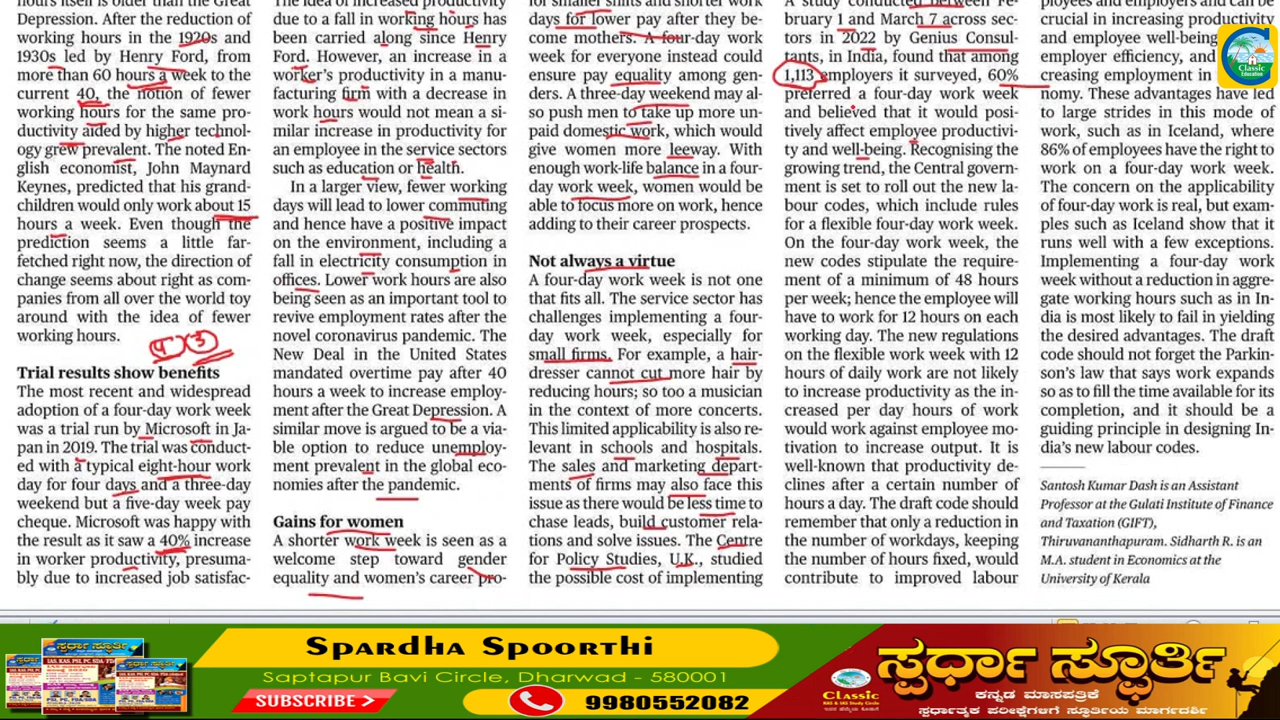 hours itself is older than the Great
Depression. After the reduction of
working hours in the 1920s and
1930s led by Henry Ford, from
more than 60 hours a week to the
current 40, the notion of fewer
working hours for the same pro-
ductivity aided by higher technol-
ogy grew prevalent. The noted En-
glish economist, John Maynard
Keynes, predicted that his grand-
children would only work about 15
hours a week. Even though the
prediction seems a little far-
fetched right now, the direction of
change seems about right as com-
panies from all over the world toy
around with the idea of fewer
working hours.
Trial results show benefits
The most recent and widespread
adoption of a four-day work week
was a trial run by Microsoft in Ja-
pan in 2019. The trial was conduct-
ed with a typical eight-hour work
day for four days and a three-day
weekend but a five-day week pay
cheque. Microsoft was happy with
the result as it saw a 40% increase
in worker productivity, presuma-
bly due to increased job satisfac-
The idea of increased productivity
due to a fall in working hours has
been carried along since Henry
Ford. However, an increase in a
worker's productivity in a manu-
facturing firm with a decrease in
work hours would not mean a si-
milar increase in productivity for
an employee in the service sectors
such as education or health.
In a larger view, fewer working
days will lead to lower commuting
and hence have a positive impact
on the environment, including a
fall in electricity consumption in
offices. Lower work hours are also
being seen as an important tool to
revive employment rates after the
novel coronavirus pandemic. The
New Deal in the United States
mandated overtime pay after 40
hours a week to increase employ-
ment after the Great Depression. A
similar move is argued to be a via-
ble option to reduce unemploy-
ment prevalent in the global eco-
nomies after the pandemic.
Gains for women
A shorter work week is seen as a
welcome step toward gender
equality and women's career pro-
for smaller shifts and shorter work
days for lower pay after they be-
come mothers. A four-day work
week for everyone instead could
ensure pay equality among gen-
ders. A three-day weekend may al-
so push men to take up more un-
paid domestic work, which would
give women more leeway. With
enough work-life balance in a four-
day work week, women would be
able to focus more on work, hence
adding to their career prospects.
Not always a virtue
A four-day work week is not one
that fits all. The service sector has
challenges implementing a four-
day work week, especially for
small firms. For example, a hair-
dresser cannot cut more hair by
reducing hours; so too a musician
in the context of more concerts.
This limited applicability is also re-
levant in schools and hospitals.
The sales and marketing depart-
ments of firms may also face this
issue as there would be less time to
chase leads, build customer rela-
tions and solve issues. The Centre
for Policy Studies, U.K., studied
the possible cost of implementing
A study conducted between Fe-
bruary 1 and March 7 across sec-
tors in 2022 by Genius Consul-
tants, in India, found that among
1,113 employers it surveyed, 60%
preferred a four-day work week
and believed that it would posi-
tively affect employee productivi-
ty and well-being. Recognising the
growing trend, the Central govern-
ment is set to roll out the new la-
bour codes, which include rules
for a flexible four-day work week.
On the four-day work week, the
new codes stipulate the require-
ment of a minimum of 48 hours
per week; hence the employee will
have to work for 12 hours on each
working day. The new regulations
on the flexible work week with 12
hours of daily work are not likely
to increase productivity as the in-
creased per day hours of work
would work against employee mo-
tivation to increase output. It is
well-known that productivity de-
clines after a certain number of
hours a day. The draft code should
remember that only a reduction in
the number of workdays, keeping
the number of hours fixed, would
contribute to improved labour
ployees and employers and can be
crucial in increasing productivity
and employee well-being
employer efficiency, and
creasing employment in
nomy. These advantages have led
to large strides in this mode of
work, such as in Iceland, where
86% of employees have the right to
work on a four-day work week.
The concern on the applicability
of four-day work is real, but exam-
ples such as Iceland show that it
runs well with a few exceptions.
Implementing a four-day work
week without a reduction in aggre-
gate working hours such as in In-
dia is most likely to fail in yielding
the desired advantages. The draft
code should not forget the Parkin-
son's law that says work expands
so as to fill the time available for its
completion, and it should be a
guiding principle in designing In-
dia's new labour codes.
Santosh Kumar Dash is an Assistant
Professor at the Gulati Institute of Finance
and Taxation (GIFT),
Thiruvananthapuram. Sidharth R. is an
M.A. student in Economics at the
University of Kerala
Classic
Education
Spardha Spoorthi
Saptapur Bavi Circle, Dharwad - 580001
SUBSCRIBE
9980552082
Classic
KAS & IAS Study Circle
ಸ್ಪರ್ಧಾ ಸ್ಫೂರ್ತಿ
ಕನ್ನಡ ಮಾಸಪತ್ರಿಕೆ
ಸ್ಪರ್ಧಾತ್ಮಕ ಪರೀಕ್ಷೆಗಳಿಗೆ ಸ್ಫೂರ್ತಿಯ ಮಾರ್ಗದರ್ಶಿ